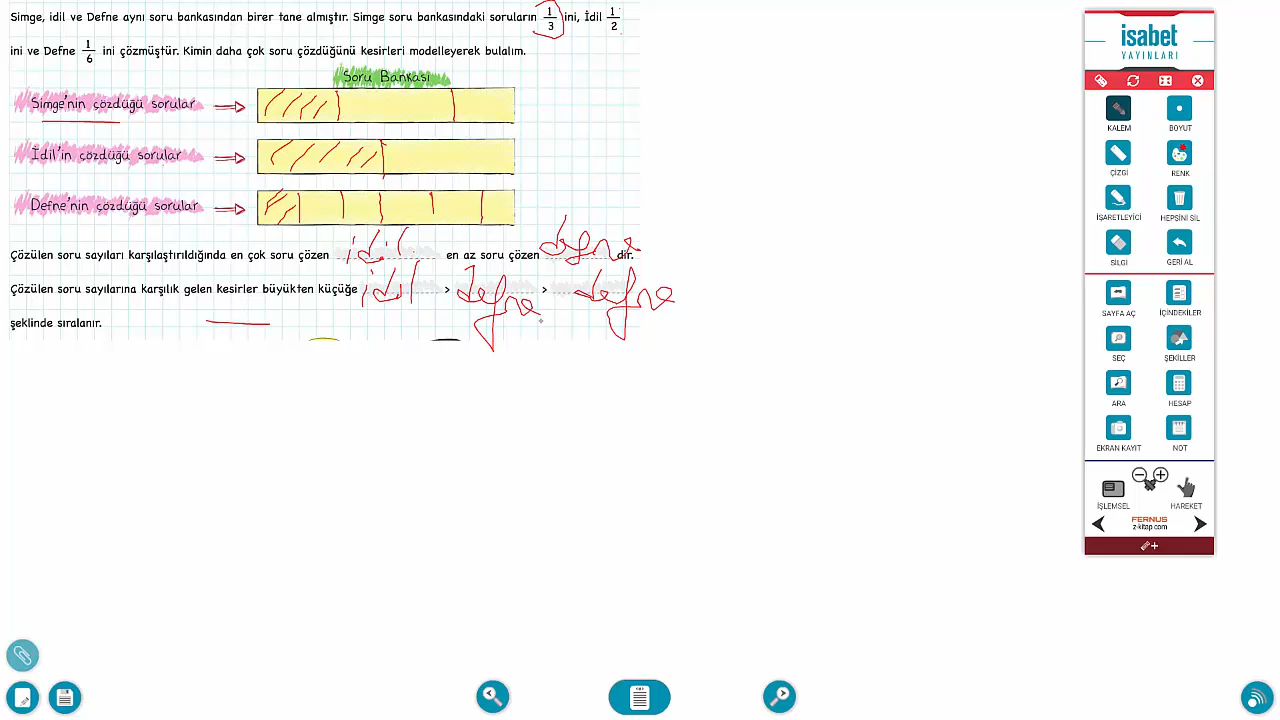 Simge, idil ve Defne aynı soru bankasından birer tane almıştır. Simge soru bankasındaki soruların 1/3 ini, İdil 1/2
ini ve Defne 1/6 ini çözmüştür. Kimin daha çok soru çözdüğünü kesirleri modelleyerek bulalım.
Soru Bankası
Simge'nin çözdüğü sorular
İdil'in çözdüğü sorular
Defne'nin çözdüğü sorular
Çözülen soru sayıları karşılaştırıldığında en çok soru çözen idil en az soru çözen defne dir.
Çözülen soru sayılarına karşılık gelen kesirler büyükten küçüğe idil > defne > defne
şeklinde sıralanır.
isabet
YAYINLARI
KALEM
BOYUT
ÇİZGİ
RENK
İŞARETLEYİCİ
HEPSİNİ SİL
SİLGİ
GERİ AL
SAYFA AÇ
İÇİNDEKİLER
SEÇ
ŞEKİLLER
ARA
HESAP
EKRAN KAYIT
NOT
İŞLEMSEL
HAREKET
FERNUS
z-kitap.com